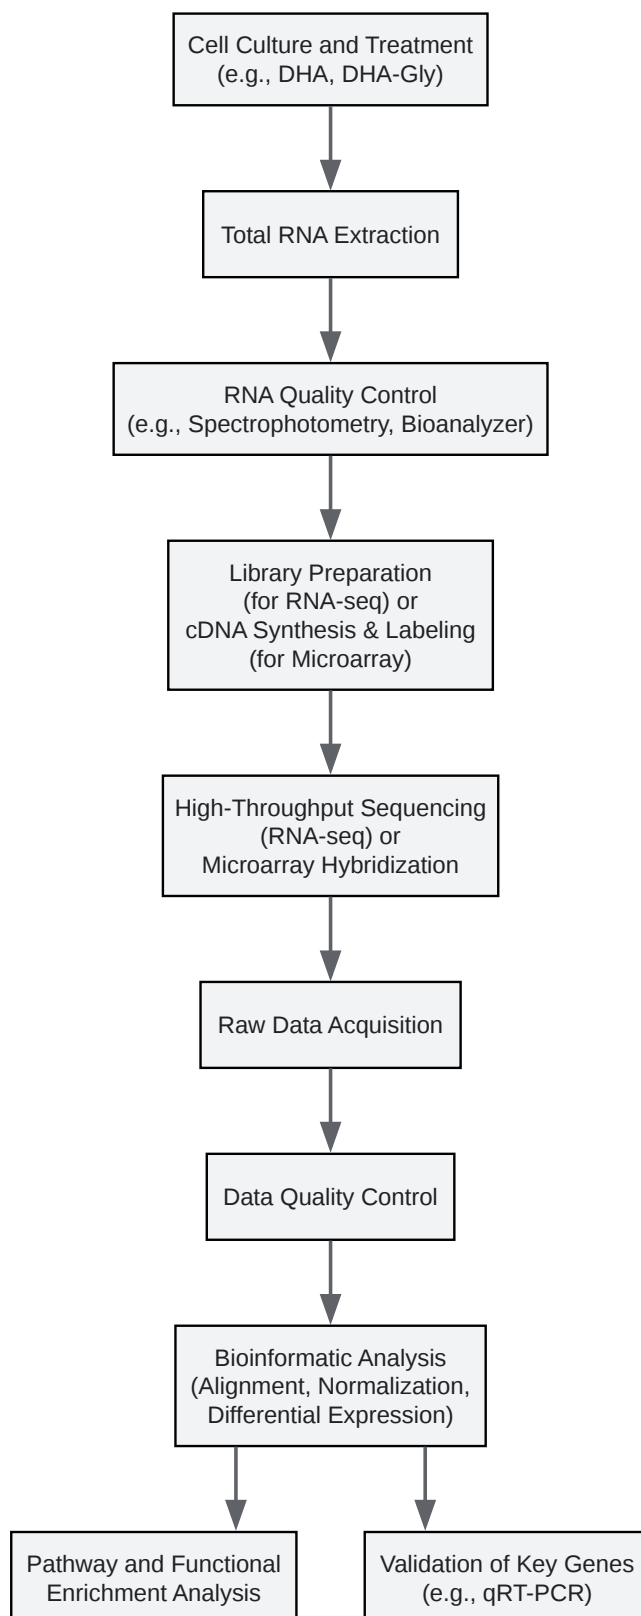 Cell Culture and Treatment
(e.g., DHA, DHA-Gly)
Total RNA Extraction
RNA Quality Control
(e.g., Spectrophotometry, Bioanalyzer)
Library Preparation
(for RNA-seq) or
cDNA Synthesis & Labeling
(for Microarray)
High-Throughput Sequencing
(RNA-seq) or
Microarray Hybridization
Raw Data Acquisition
Data Quality Control
Bioinformatic Analysis
(Alignment, Normalization,
Differential Expression)
Pathway and Functional
Enrichment Analysis
Validation of Key Genes
(e.g., qRT-PCR)